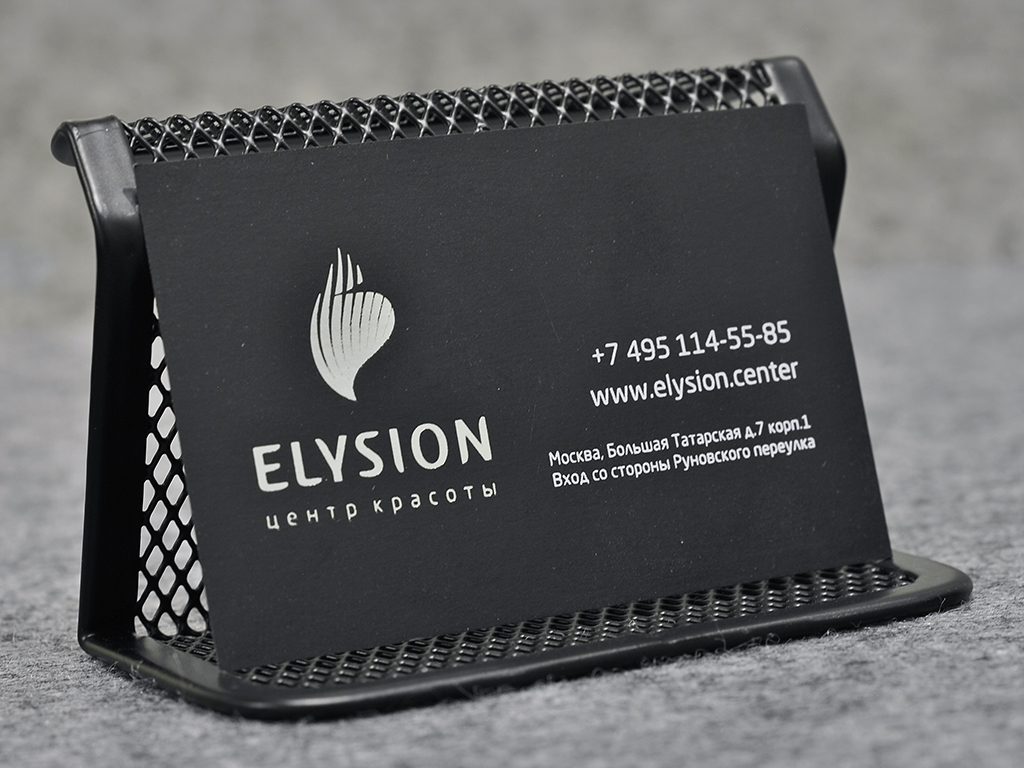 ELYSION
центр красоты
+7 495 114-55-85
www.elysion.center
Москва, Большая Татарская д.7 корп.1
Вход со стороны Руновского переулка